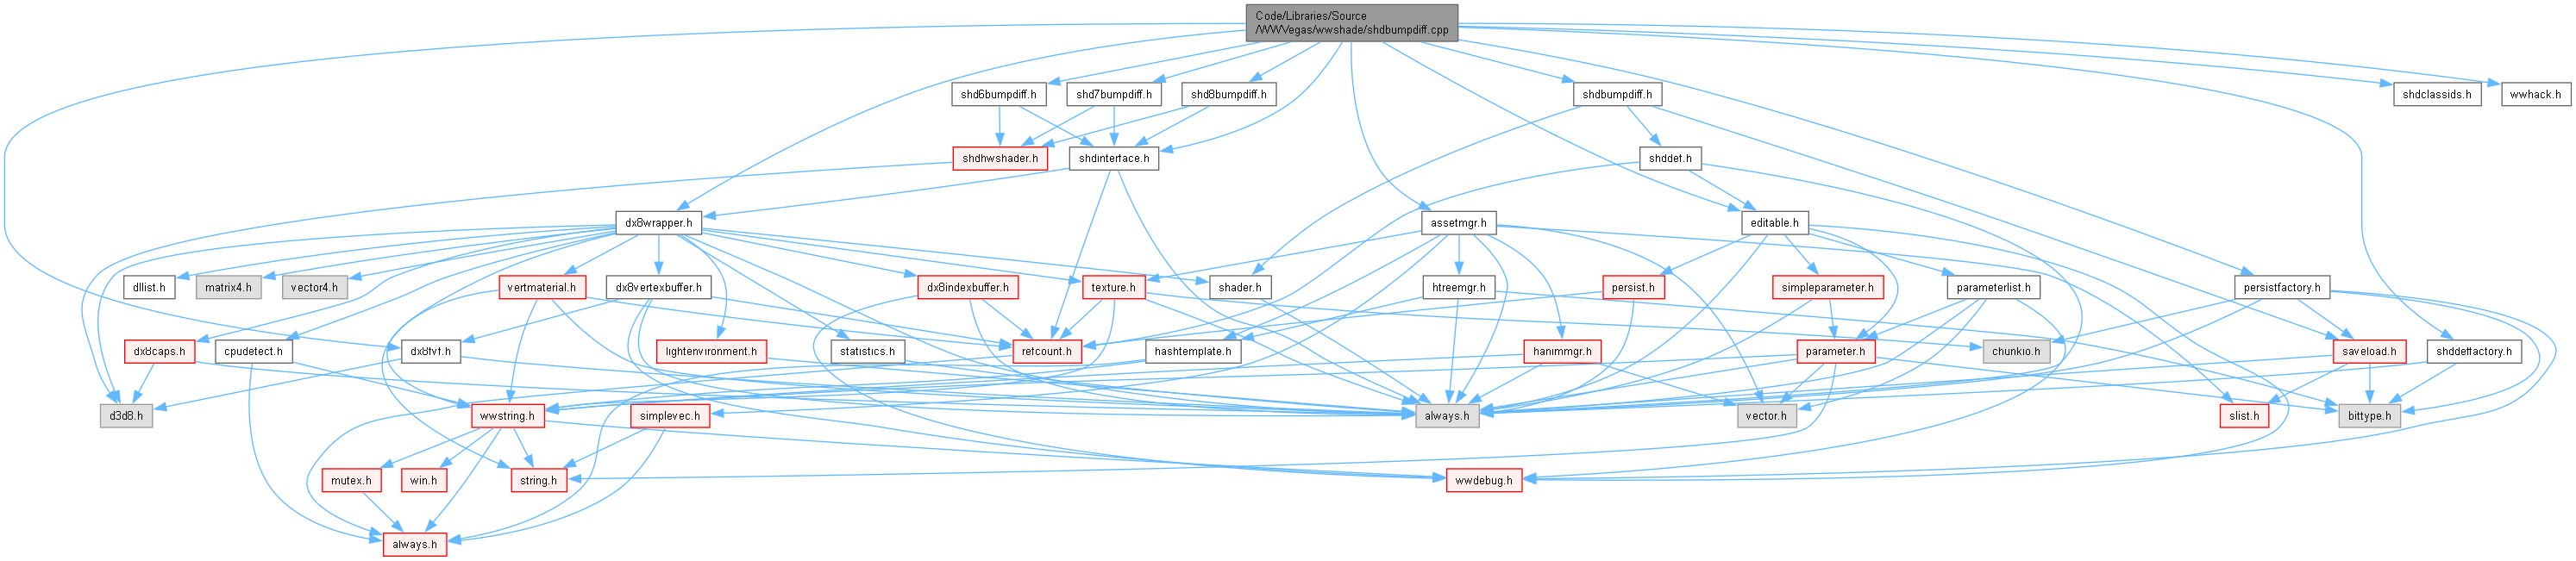 Code/Libraries/Source
/WWVegas/wwshade/shdbumpdiff.cpp
shd6bumpdiff.h
shd7bumpdiff.h
shd8bumpdiff.h
shdbumpdiff.h
shdclassids.h
wwhack.h
shdhwshader.h
shdinterface.h
shddef.h
dx8wrapper.h
assetmgr.h
editable.h
dllist.h
matrix4.h
vector4.h
vertmaterial.h
dx8vertexbuffer.h
dx8indexbuffer.h
texture.h
shader.h
htreemgr.h
persist.h
simpleparameter.h
parameterlist.h
persistfactory.h
dx8caps.h
cpudetect.h
dx8fvf.h
lightenvironment.h
statistics.h
refcount.h
hashtemplate.h
hanimmgr.h
parameter.h
chunkio.h
saveload.h
shddeffactory.h
d3d8.h
wwstring.h
simplevec.h
always.h
vector.h
slist.h
bittype.h
mutex.h
win.h
string.h
wwdebug.h
always.h